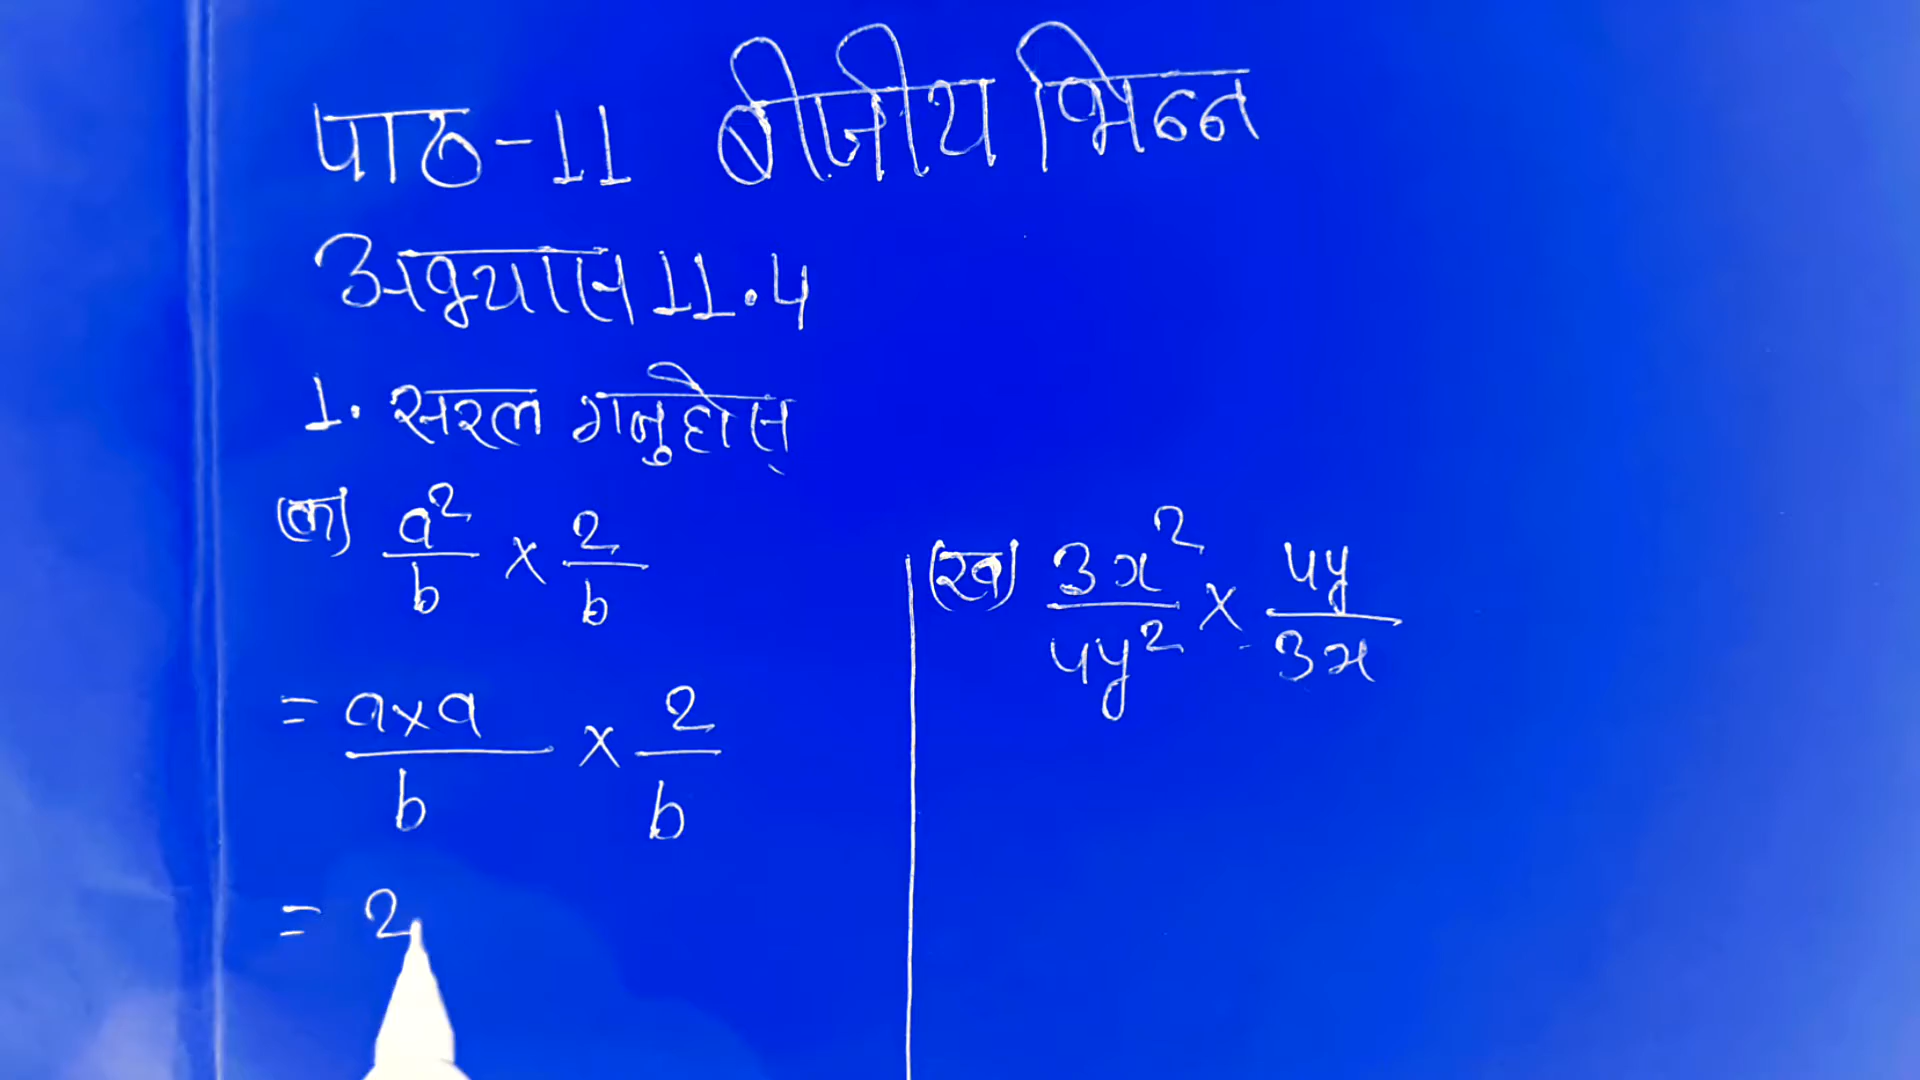 पाठ-11 बीजीय भिन्न
अभ्यास 11.4
1. सरल गर्नुहोस्
(क) a²/b × 2/b
= a×a/b × 2/b
= 2
(ख) 3x²/4y² × 4y/3x